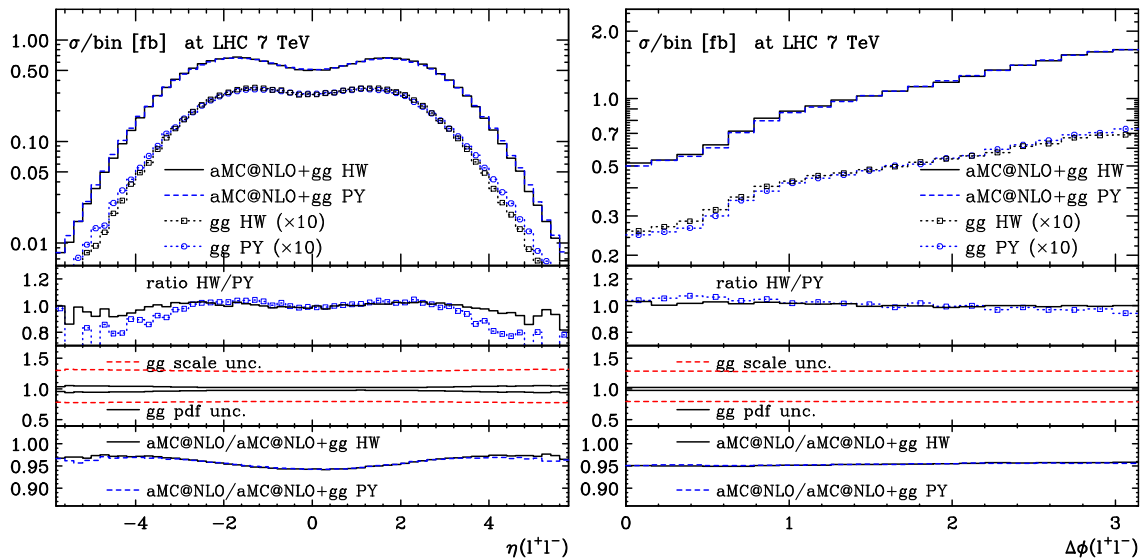 σ/bin [fb] at LHC 7 TeV
1.00
0.50
0.10
0.05
0.01
aMC@NLO+gg HW
aMC@NLO+gg PY
gg HW (×10)
gg PY (×10)
ratio HW/PY
1.2
1.0
0.8
gg scale unc.
1.5
1.0
0.5
gg pdf unc.
aMC@NLO/aMC@NLO+gg HW
1.00
0.95
0.90
aMC@NLO/aMC@NLO+gg PY
−4 −2 0 2 4
η(l⁺l⁻)
σ/bin [fb] at LHC 7 TeV
2.0
1.0
0.7
0.5
0.3
0.2
aMC@NLO+gg HW
aMC@NLO+gg PY
gg HW (×10)
gg PY (×10)
ratio HW/PY
1.2
1.0
0.8
gg scale unc.
1.5
1.0
0.5
gg pdf unc.
aMC@NLO/aMC@NLO+gg HW
1.00
0.95
0.90
aMC@NLO/aMC@NLO+gg PY
0 1 2 3
Δϕ(l⁺l⁻)